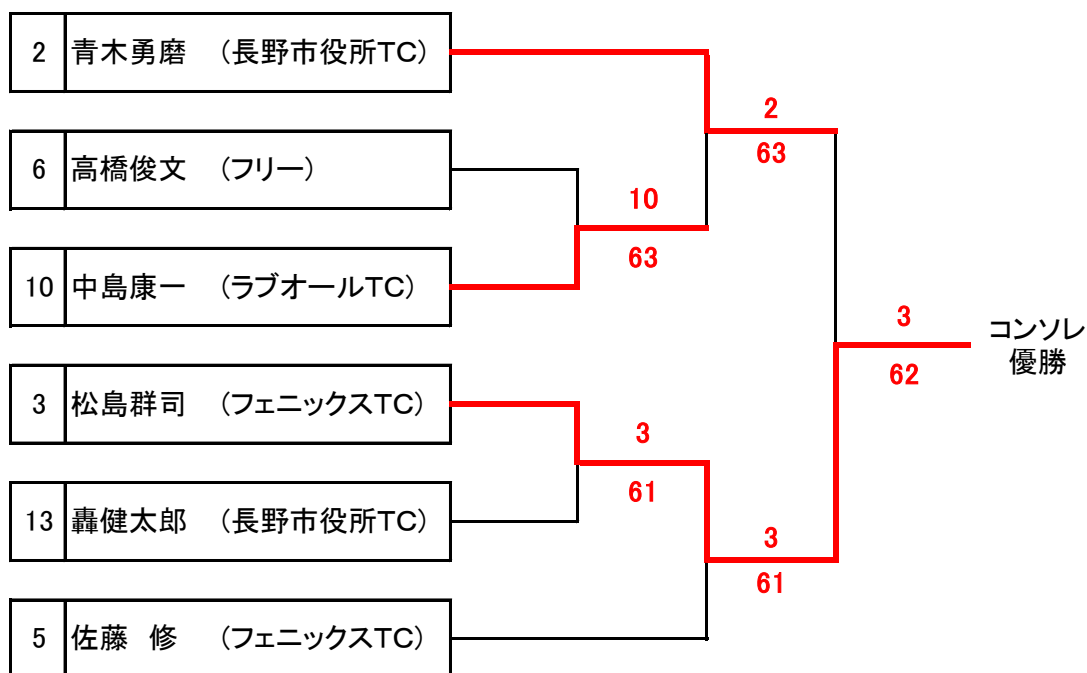 2 青木勇磨 (長野市役所TC)
2
63
6 高橋俊文 (フリー)
10
63
10 中島康一 (ラブオールTC)
3
62
コンソレ
優勝
3 松島群司 (フェニックスTC)
3
61
13 轟健太郎 (長野市役所TC)
3
61
5 佐藤 修 (フェニックスTC)